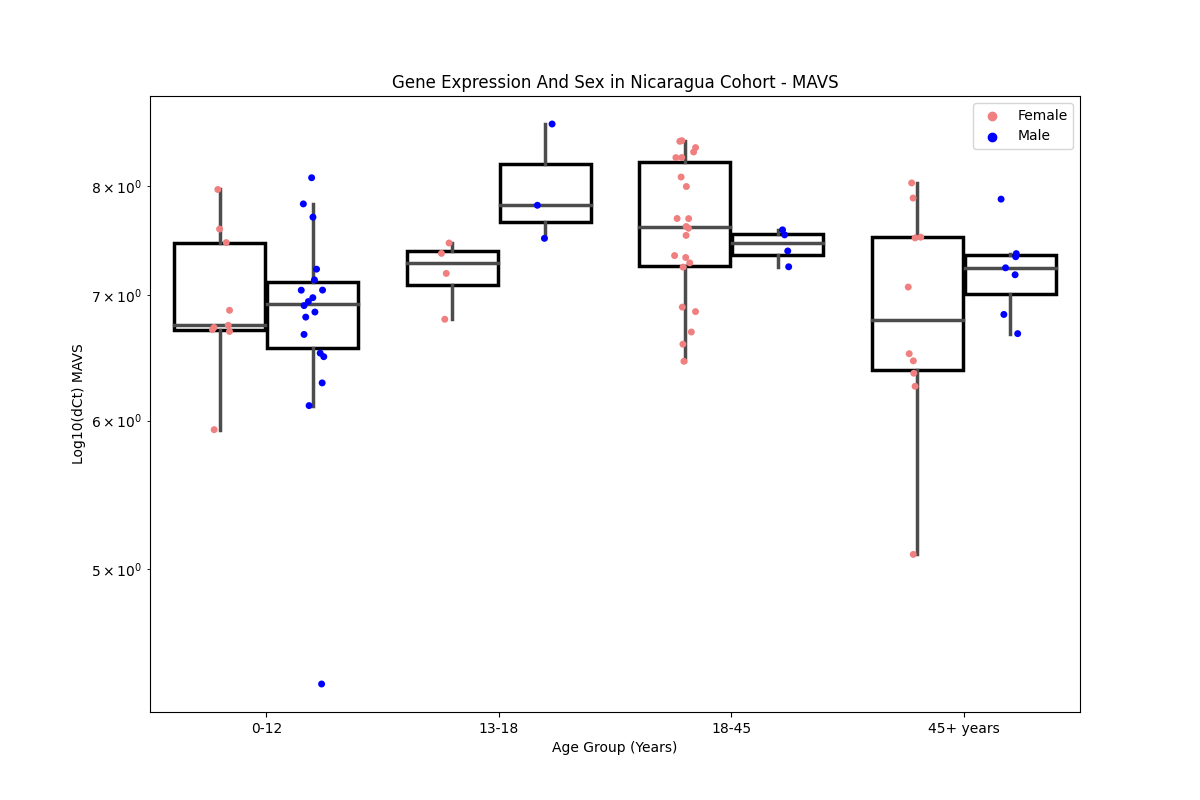 Gene Expression And Sex in Nicaragua Cohort - MAVS
Female
Male
8 × 10⁰
7 × 10⁰
6 × 10⁰
5 × 10⁰
Log10(dCt) MAVS
0-12 13-18 18-45 45+ years
Age Group (Years)